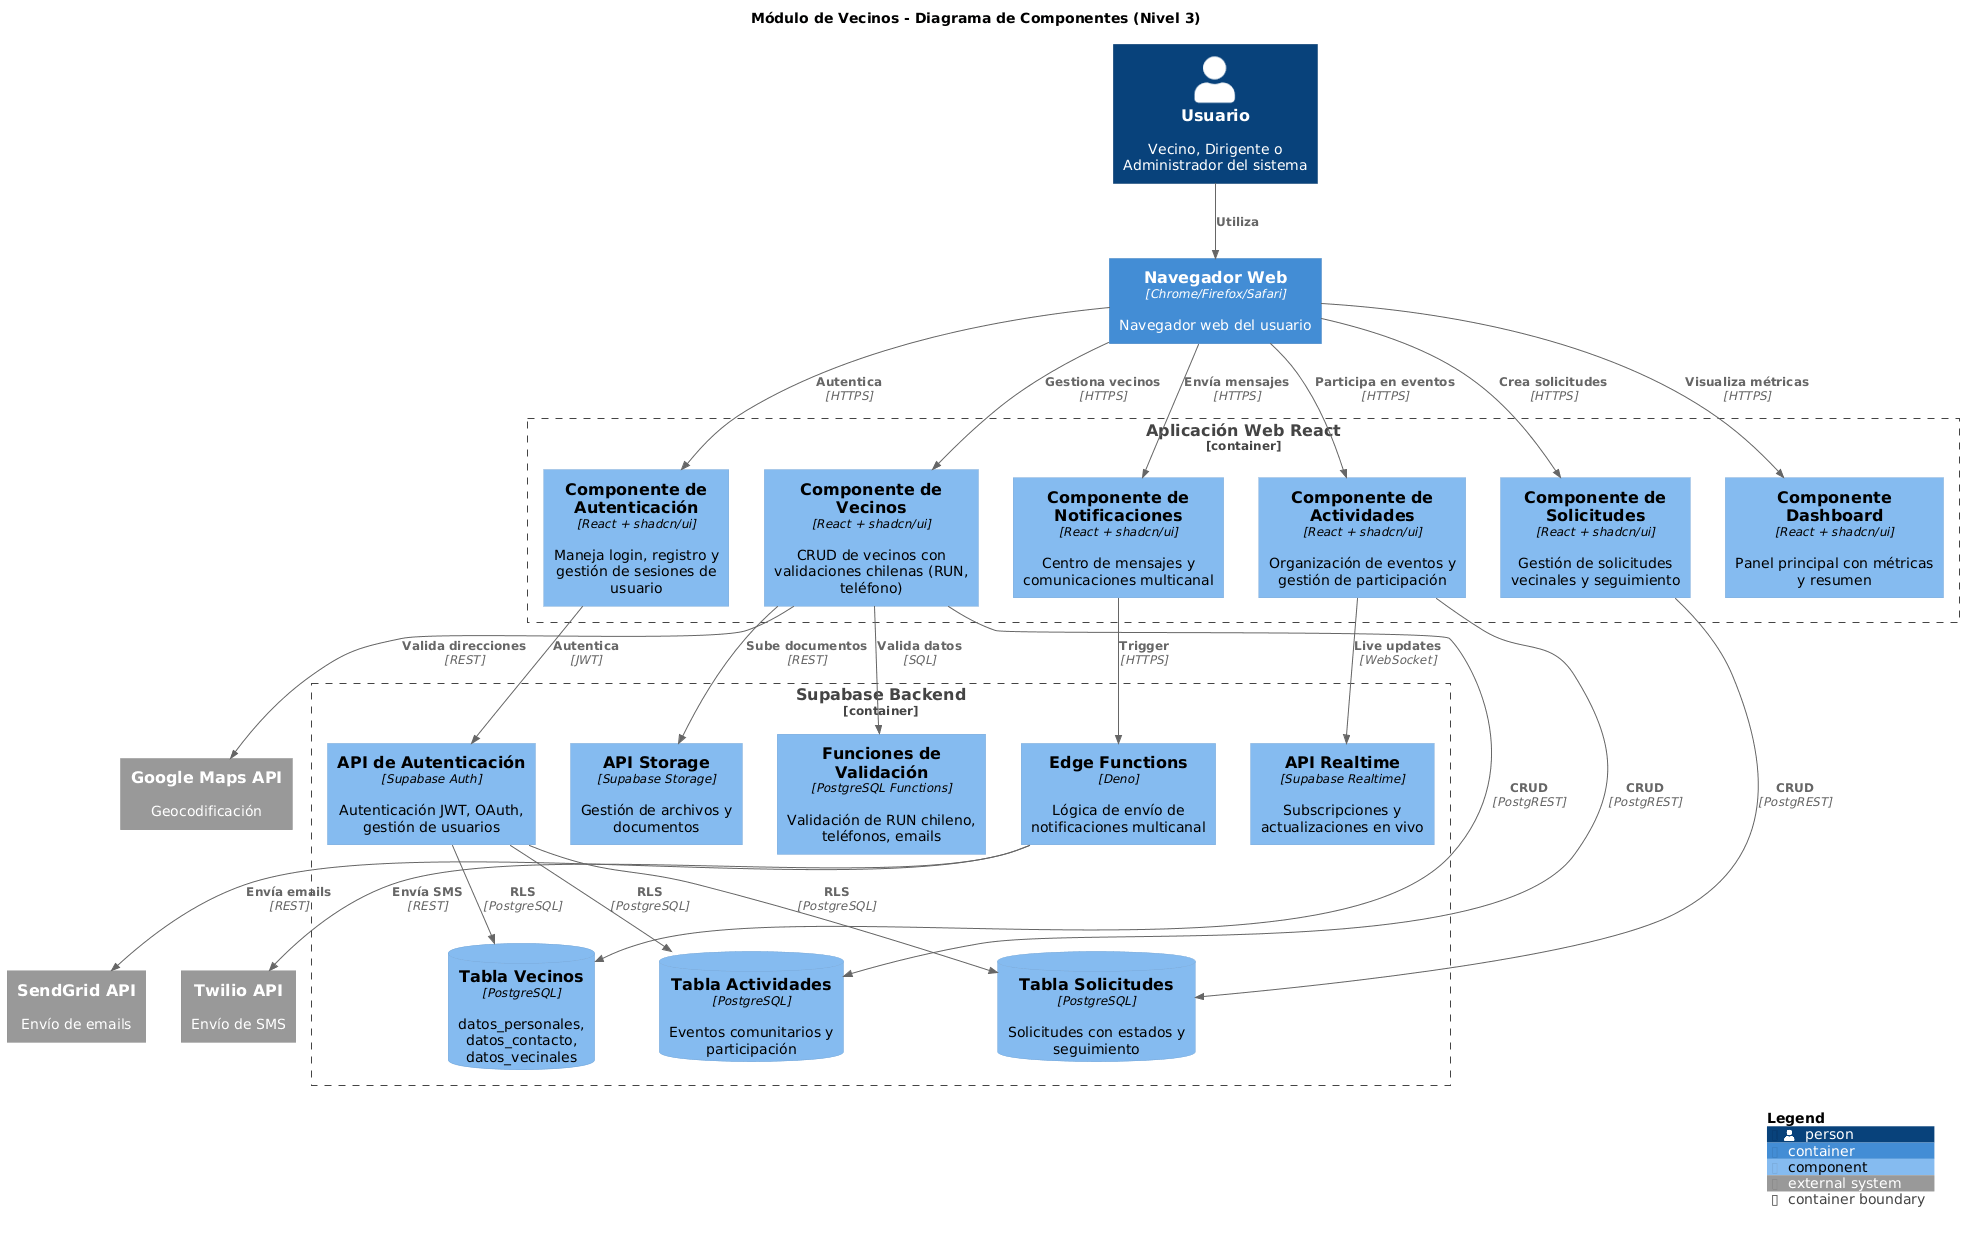 Módulo de Vecinos - Diagrama de Componentes (Nivel 3)
Usuario
Vecino, Dirigente o
Administrador del sistema
Utiliza
Navegador Web
[Chrome/Firefox/Safari]
Navegador web del usuario
Autentica
[HTTPS]
Gestiona vecinos
[HTTPS]
Envía mensajes
[HTTPS]
Participa en eventos
[HTTPS]
Crea solicitudes
[HTTPS]
Visualiza métricas
[HTTPS]
Aplicación Web React
[container]
Componente de
Autenticación
[React + shadcn/ui]
Maneja login, registro y
gestión de sesiones de
usuario
Componente de
Vecinos
[React + shadcn/ui]
CRUD de vecinos con
validaciones chilenas (RUN,
teléfono)
Componente de
Notificaciones
[React + shadcn/ui]
Centro de mensajes y
comunicaciones multicanal
Componente de
Actividades
[React + shadcn/ui]
Organización de eventos y
gestión de participación
Componente de
Solicitudes
[React + shadcn/ui]
Gestión de solicitudes
vecinales y seguimiento
Componente
Dashboard
[React + shadcn/ui]
Panel principal con métricas
y resumen
Valida direcciones
[REST]
Autentica
[JWT]
Sube documentos
[REST]
Valida datos
[SQL]
Trigger
[HTTPS]
Live updates
[WebSocket]
Supabase Backend
[container]
Google Maps API
Geocodificación
API de Autenticación
[Supabase Auth]
Autenticación JWT, OAuth,
gestión de usuarios
API Storage
[Supabase Storage]
Gestión de archivos y
documentos
Funciones de
Validación
[PostgreSQL Functions]
Validación de RUN chileno,
teléfonos, emails
Edge Functions
[Deno]
Lógica de envío de
notificaciones multicanal
API Realtime
[Supabase Realtime]
Subscripciones y
actualizaciones en vivo
CRUD
[PostgREST]
CRUD
[PostgREST]
CRUD
[PostgREST]
Envía emails
[REST]
Envía SMS
[REST]
RLS
[PostgreSQL]
RLS
[PostgreSQL]
RLS
[PostgreSQL]
SendGrid API
Envío de emails
Twilio API
Envío de SMS
Tabla Vecinos
[PostgreSQL]
datos_personales,
datos_contacto,
datos_vecinales
Tabla Actividades
[PostgreSQL]
Eventos comunitarios y
participación
Tabla Solicitudes
[PostgreSQL]
Solicitudes con estados y
seguimiento
Legend
person
container
component
external system
container boundary